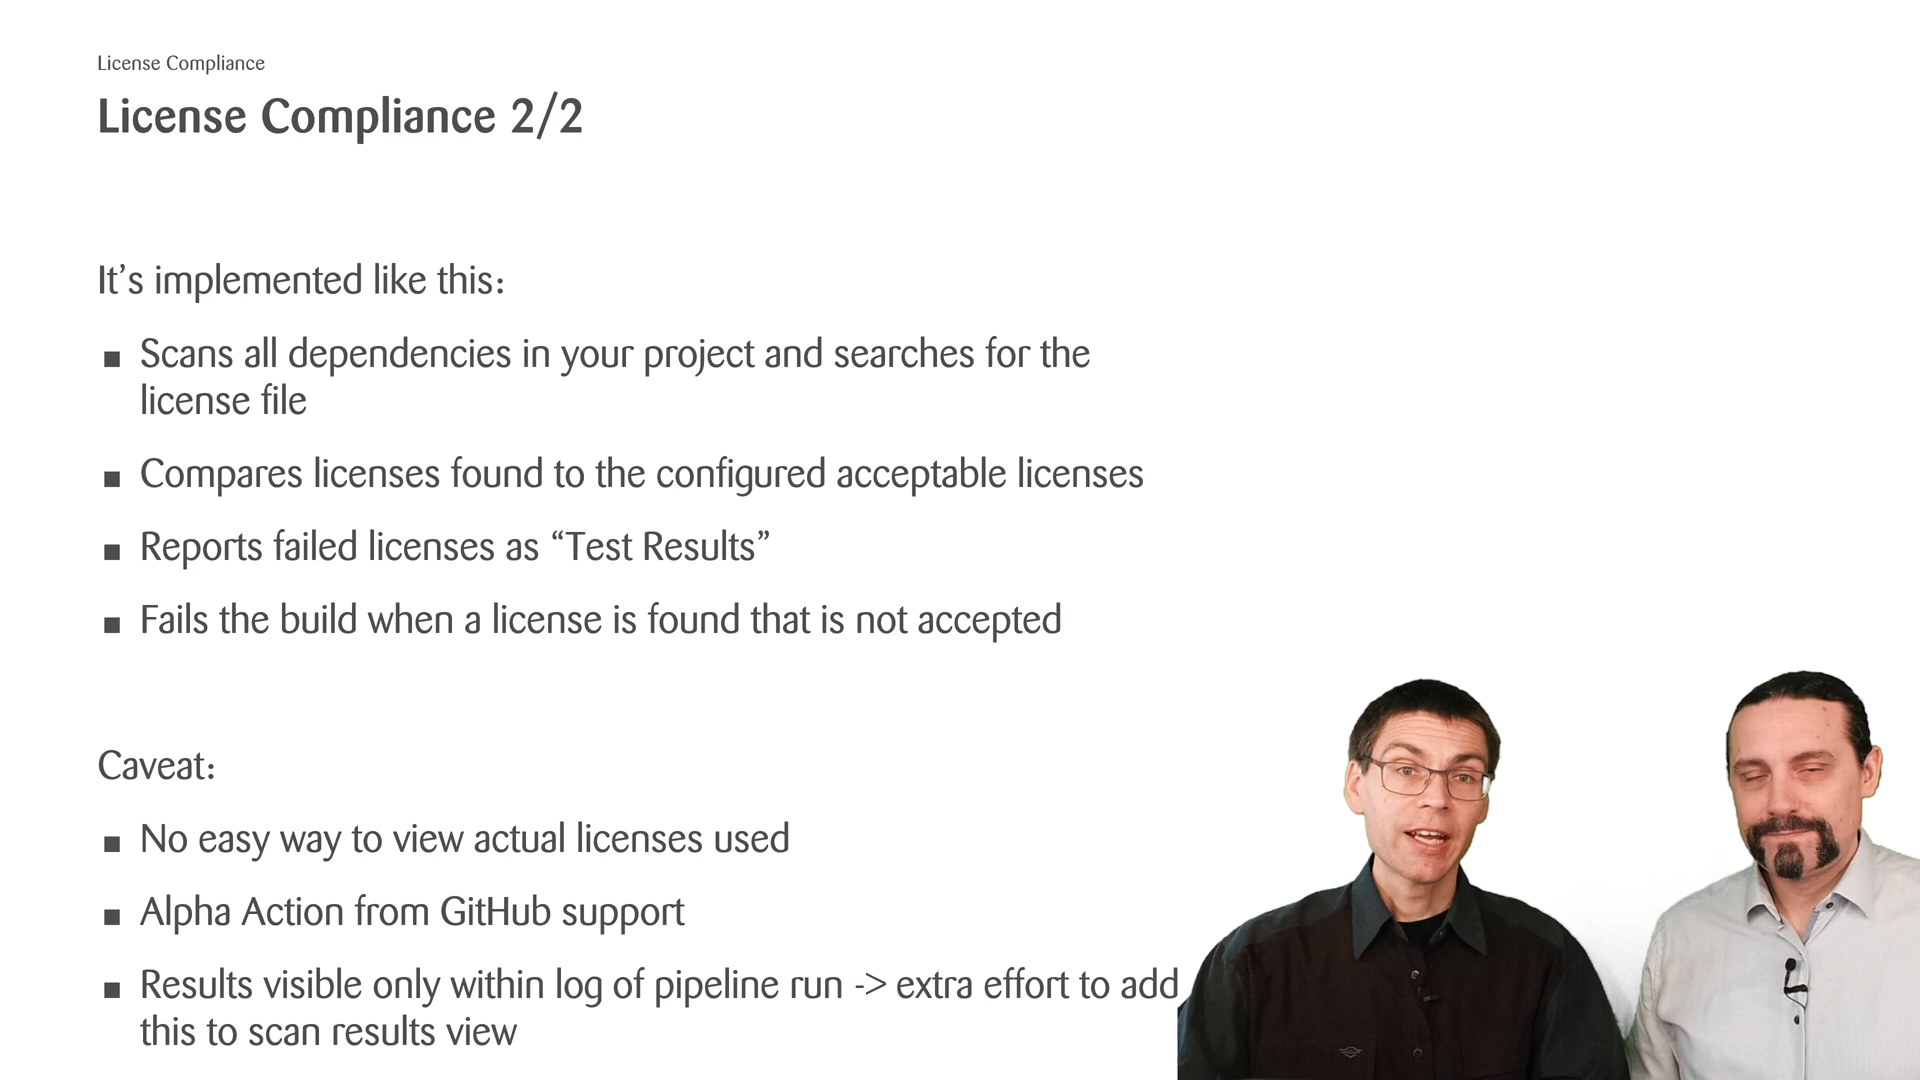 License Compliance
License Compliance 2/2
It’s implemented like this:
■ Scans all dependencies in your project and searches for the
license file
■ Compares licenses found to the configured acceptable licenses
■ Reports failed licenses as “Test Results”
■ Fails the build when a license is found that is not accepted
Caveat:
■ No easy way to view actual licenses used
■ Alpha Action from GitHub support
■ Results visible only within log of pipeline run -> extra effort to add
this to scan results view